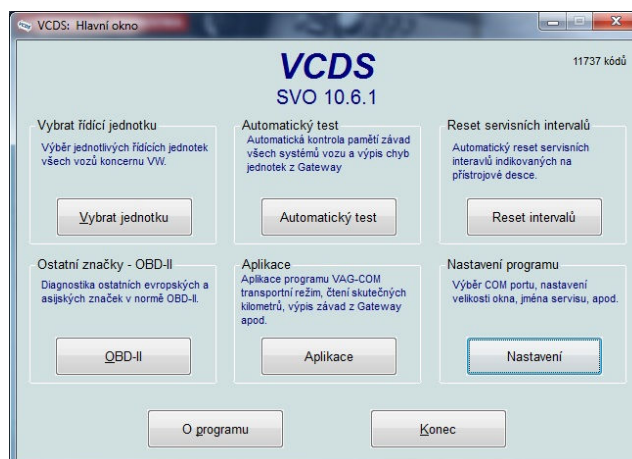 VCDS: Hlavní okno
VCDS
SVO 10.6.1
11737 kódů
Vybrat řídící jednotku
Výběr jednotlivých řídících jednotek
všech vozů koncernu VW.
Vybrat jednotku
Automatický test
Automatická kontrola pamětí závad
všech systémů vozu a výpis chyb
jednotek z Gateway
Automatický test
Reset servisních intervalů
Automatický reset servisních
interavlů indikovaných na
přístrojové desce.
Reset intervalů
Ostatní značky - OBD-II
Diagnostika ostatních evropských a
asijských značek v normě OBD-II.
OBD-II
Aplikace
Aplikace programu VAG-COM
transportní režim, čtení skutečných
kilometrů, výpis závad z Gateway
apod.
Aplikace
Nastavení programu
Výběr COM portu, nastavení
velikosti okna, jména servisu, apod.
Nastavení
O programu
Konec